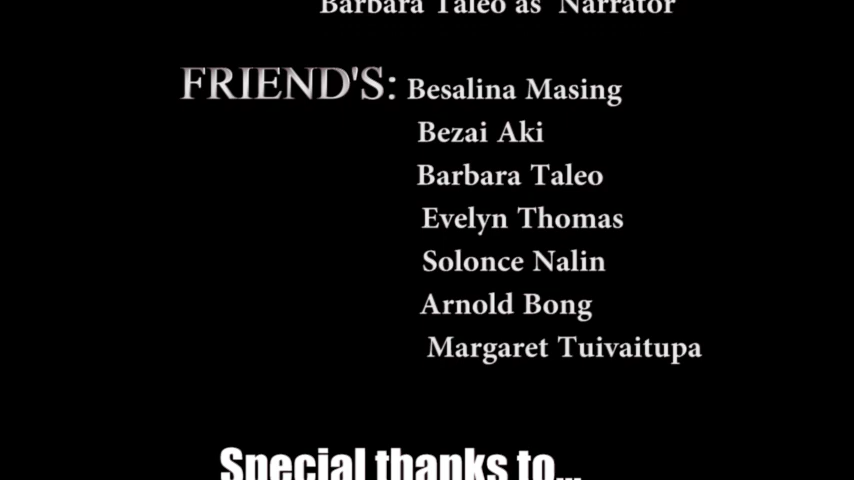 Barbara Taleo as "Narrator
FRIEND'S: Besalina Masing
Bezai Aki
Barbara Taleo
Evelyn Thomas
Solonce Nalin
Arnold Bong
Margaret Tuivaitupa
Special thanks to...